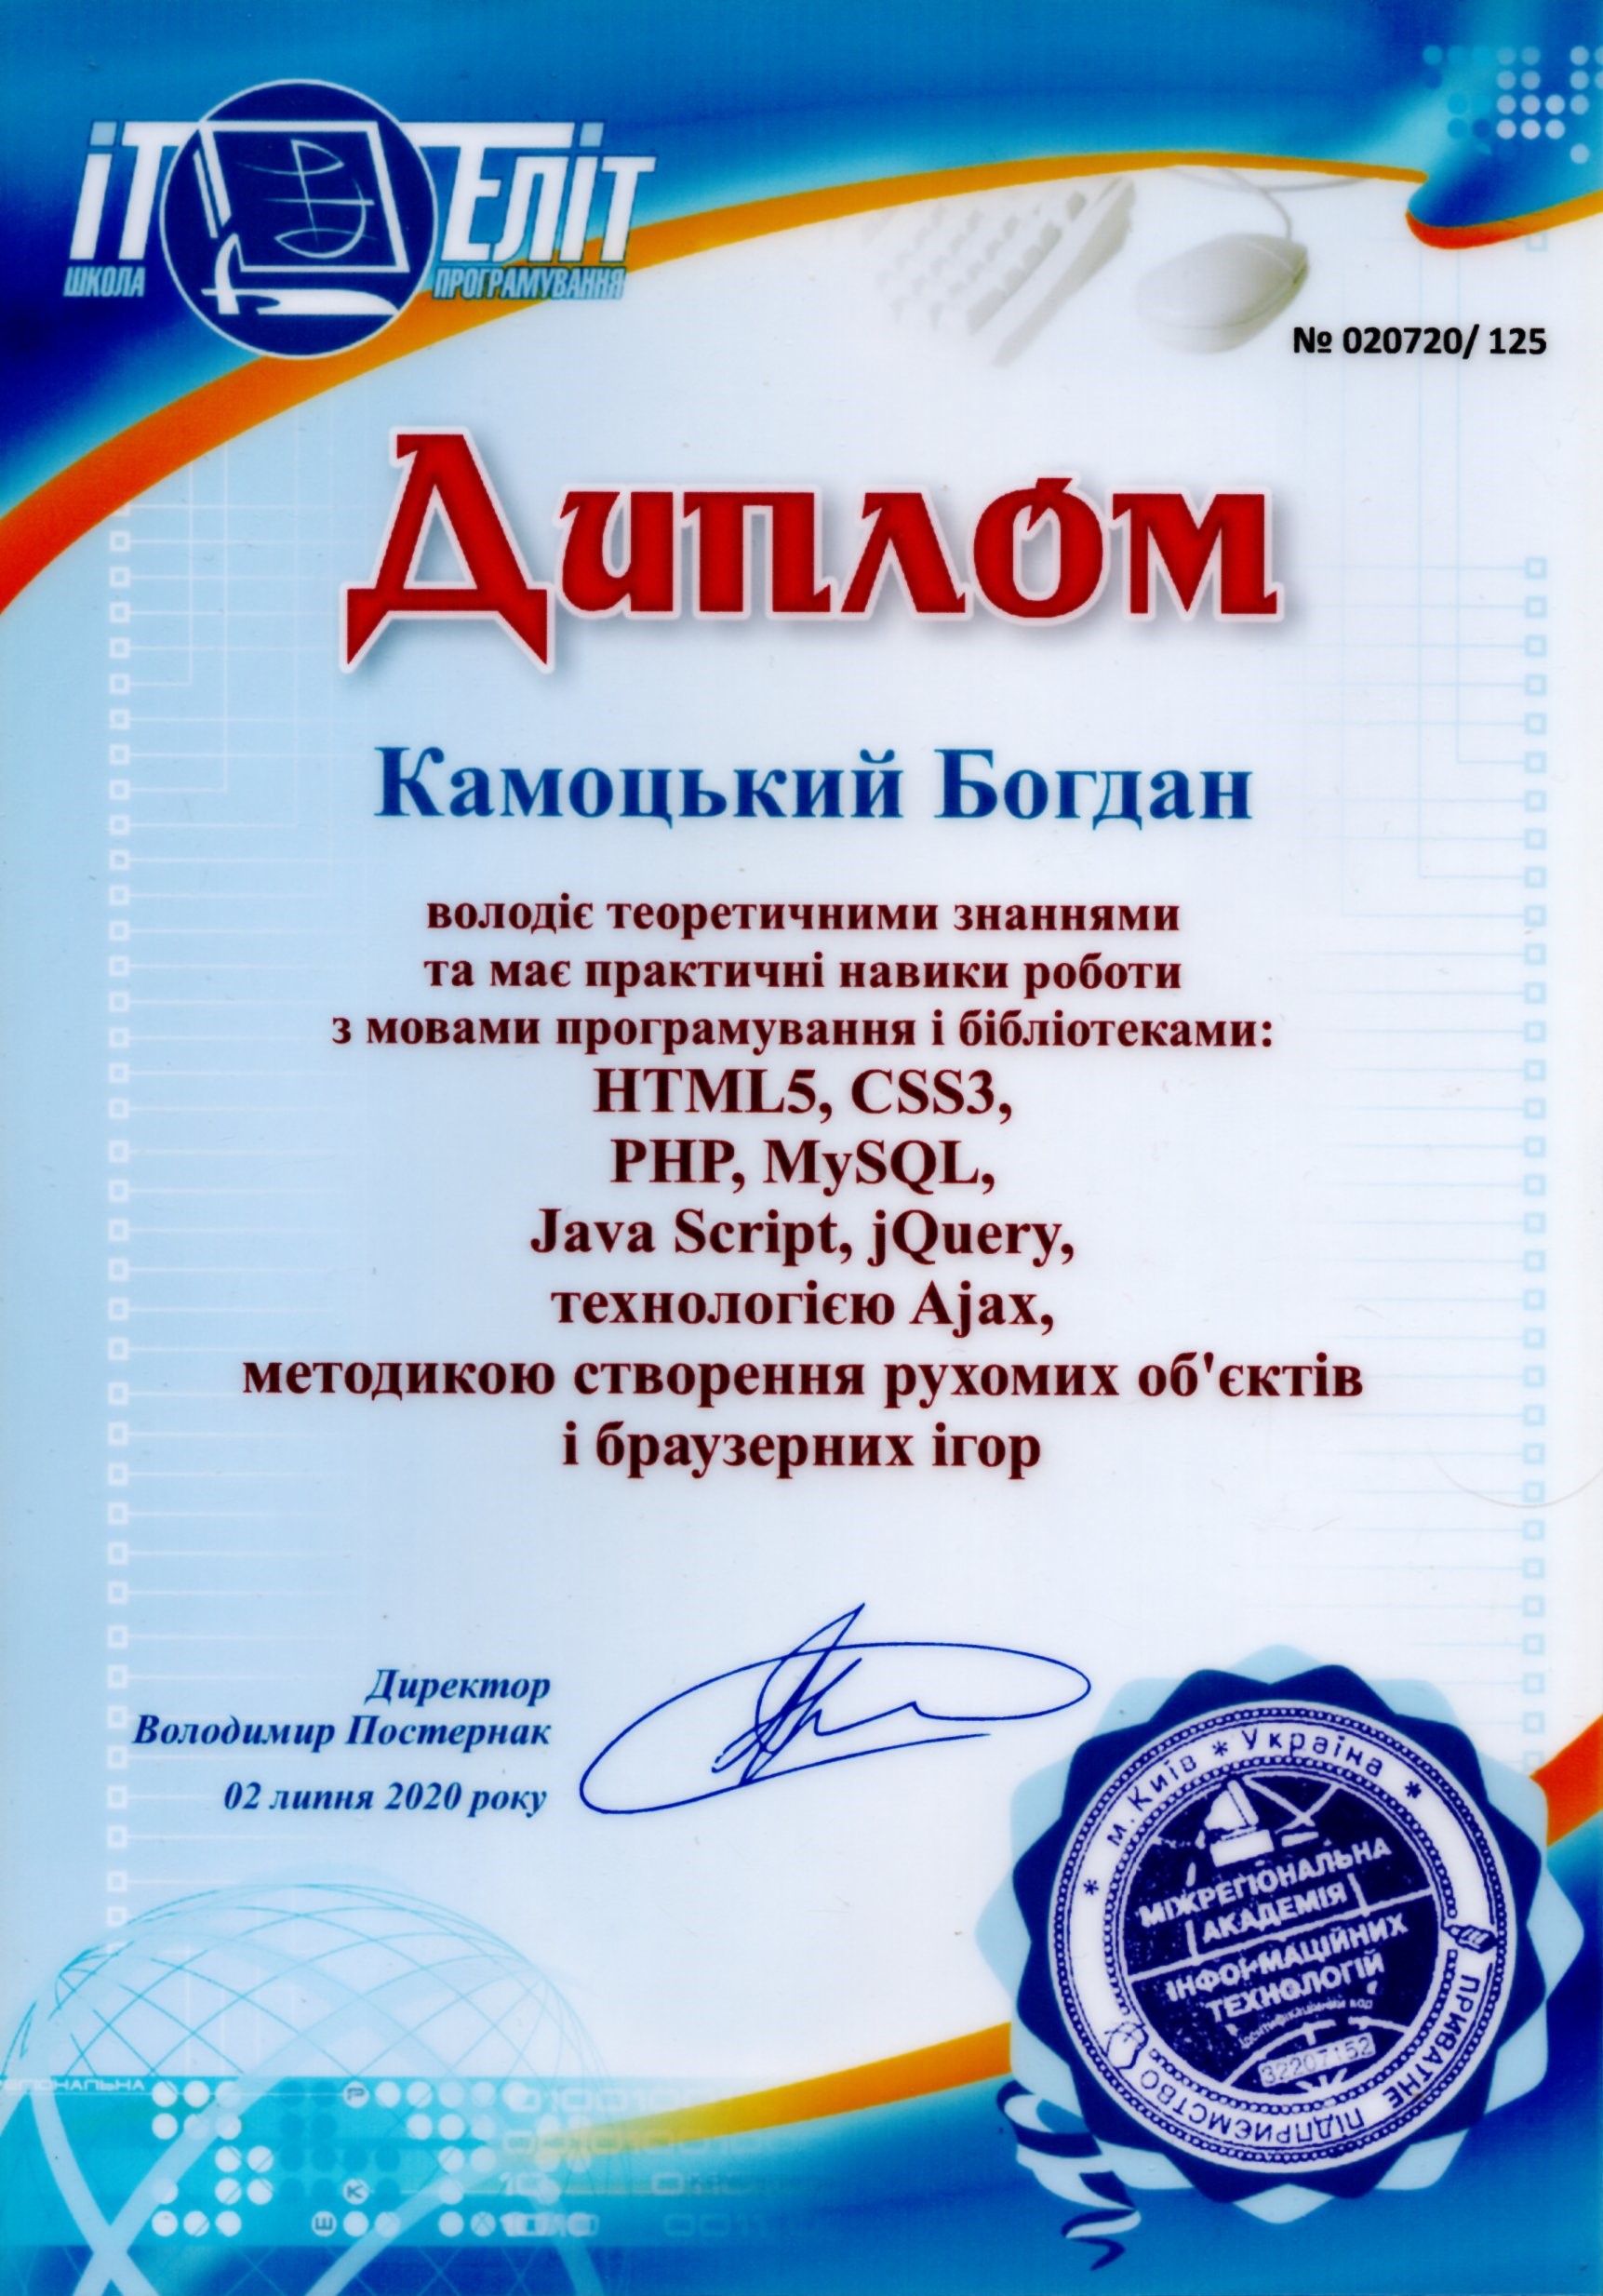 іТ Еліт
ШКОЛА ПРОГРАМУВАННЯ
№ 020720/ 125
Диплом
Камоцький Богдан
володіє теоретичними знаннями
та має практичні навики роботи
з мовами програмування і бібліотеками:
HTML5, CSS3,
PHP, MySQL,
Java Script, jQuery,
технологією Ajax,
методикою створення рухомих об'єктів
і браузерних ігор
Директор
Володимир Постернак
02 липня 2020 року
* м. Київ * Україна *
МІЖРЕГІОНАЛЬНА
АКАДЕМІЯ
ІНФОРМАЦІЙНИХ
ТЕХНОЛОГІЙ
Ідентифікаційний код
32207152
ПРИВАТНЕ ПІДПРИЄМСТВО